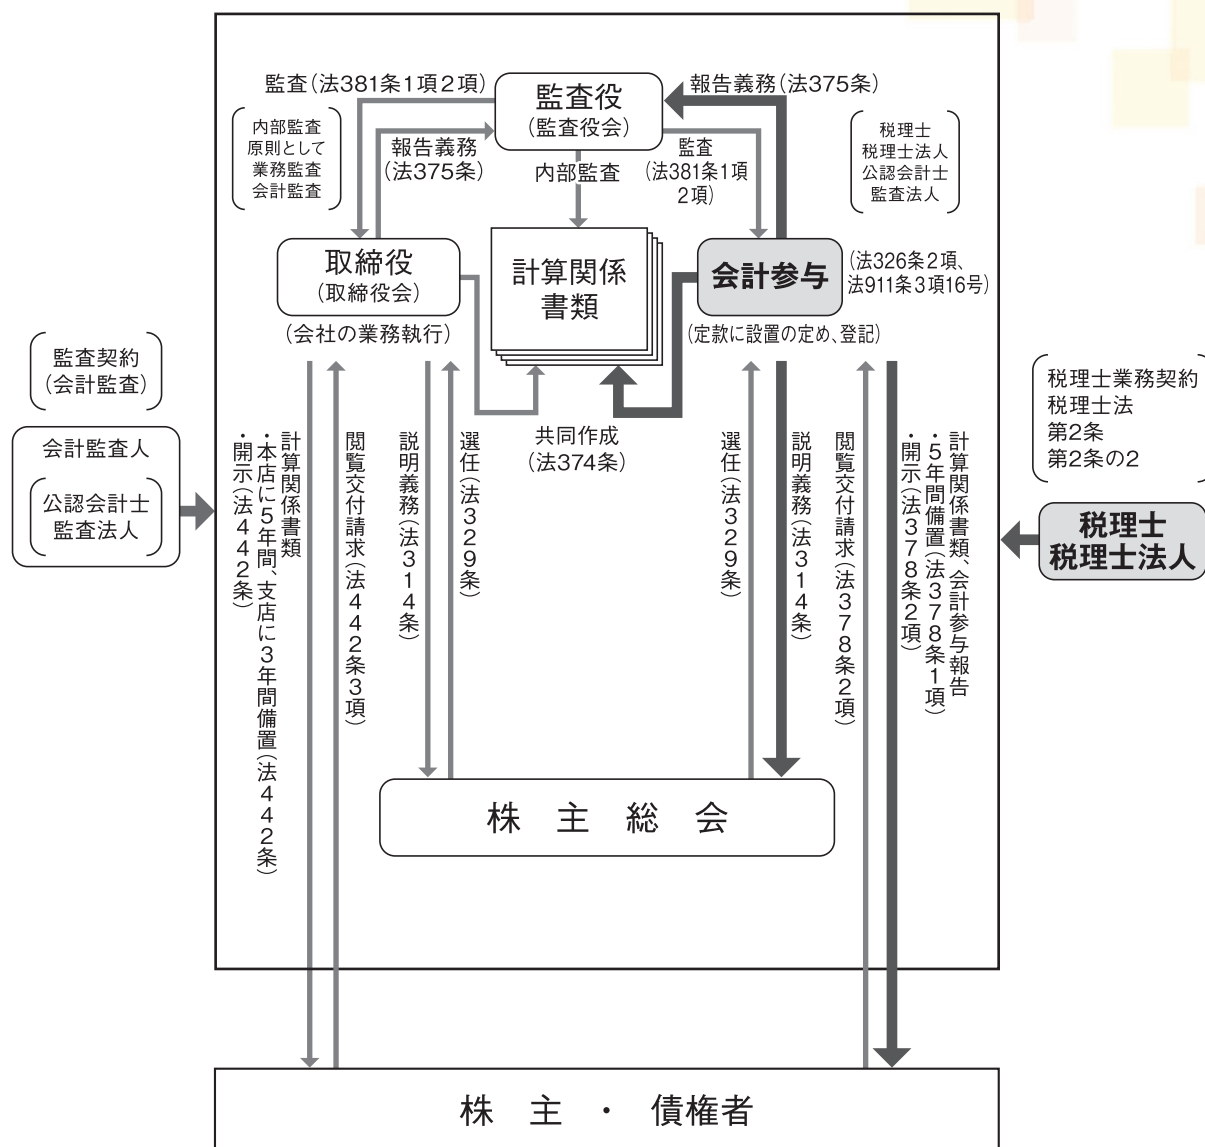 監査(法381条1項2項)
監査役
(監査役会)
報告義務(法375条)
内部監査
原則として
業務監査
会計監査
報告義務
(法375条)
内部監査
監査
(法381条1項
2項)
税理士
税理士法人
公認会計士
監査法人
取締役
(取締役会)
(会社の業務執行)
計算関係
書類
会計参与
(法326条2項、
法911条3項16号)
(定款に設置の定め、登記)
共同作成
(法374条)
監査契約
(会計監査)
会計監査人
公認会計士
監査法人
税理士業務契約
税理士法
第2条
第2条の2
税理士
税理士法人
計算関係書類
・本店に5年間、支店に3年間備置(法442条)
・開示(法442条)
閲覧交付請求(法442条3項)
説明義務(法314条)
選任(法329条)
選任(法329条)
説明義務(法314条)
閲覧交付請求(法378条2項)
計算関係書類、会計参与報告
・5年間備置(法378条1項)
・開示(法378条2項)
株主総会
株主・債権者